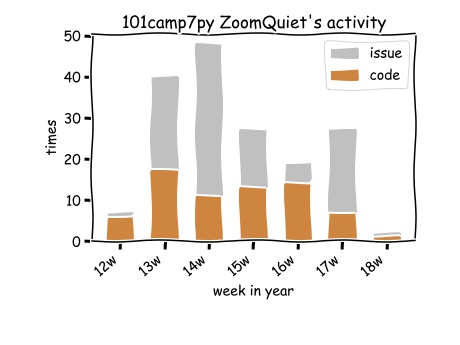 101camp7py ZoomQuiet's activity
50
40
30
20
10
0
times
issue
code
12w 13w 14w 15w 16w 17w 18w
week in year